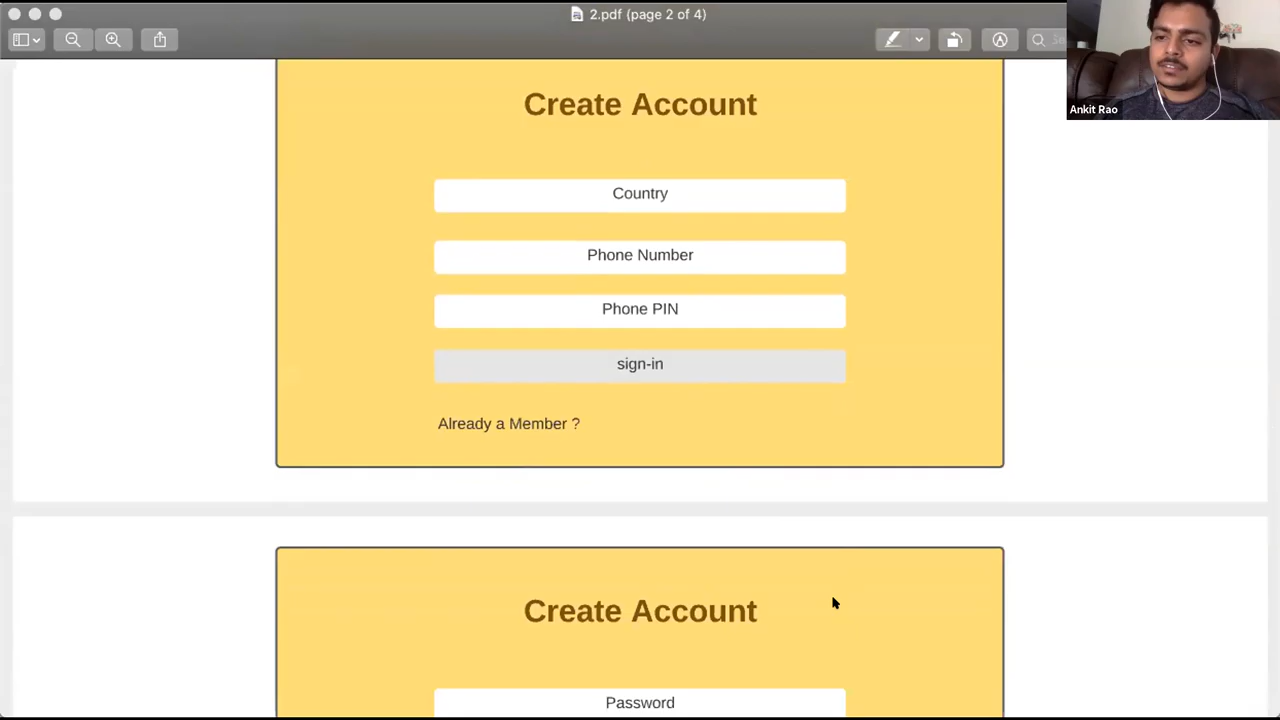 2.pdf (page 2 of 4)
Ankit Rao
Create Account
Country
Phone Number
Phone PIN
sign-in
Already a Member ?
Create Account
Password